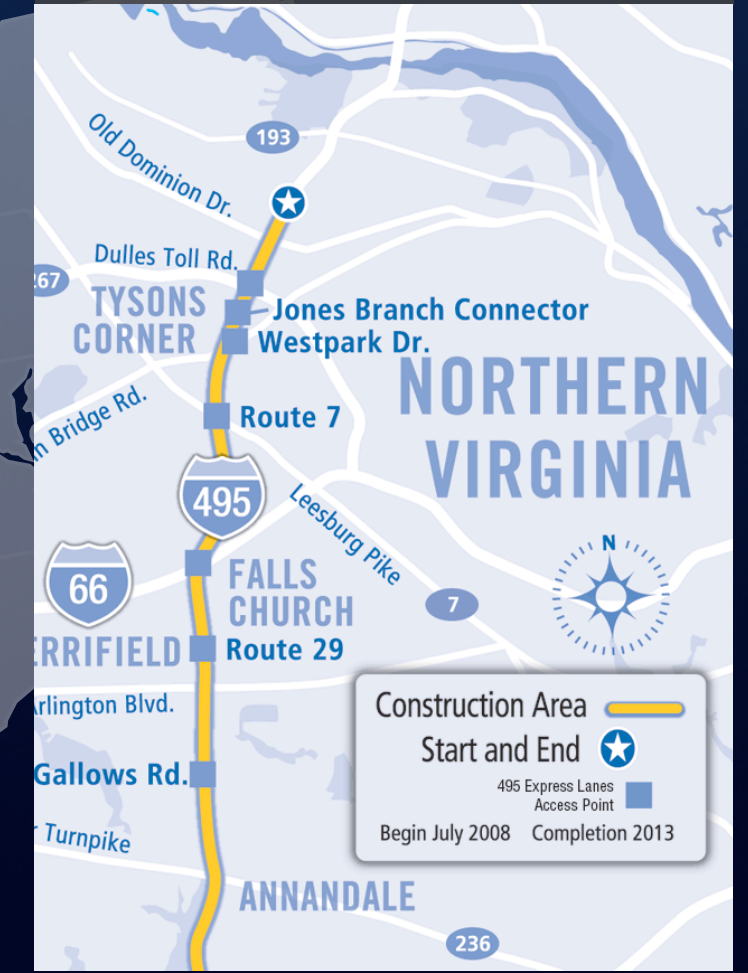 193
Old Dominion Dr.
Dulles Toll Rd.
267
TYSONS
CORNER
Jones Branch Connector
Westpark Dr.
NORTHERN
VIRGINIA
Bridge Rd.
Route 7
495
Leesburg Pike
N
66
FALLS
CHURCH
7
ERRIFIELD
Route 29
Arlington Blvd.
Construction Area
Start and End
495 Express Lanes
Access Point
Begin July 2008 Completion 2013
Gallows Rd.
Turnpike
ANNANDALE
236